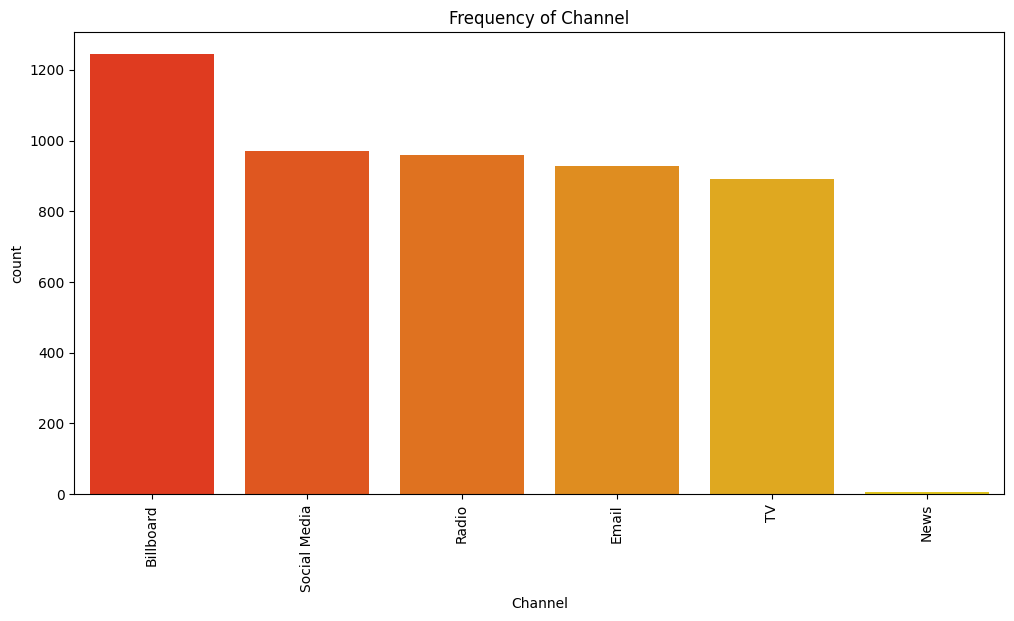 Frequency of Channel
count
1200
1000
800
600
400
200
0
Billboard
Social Media
Radio
Email
TV
News
Channel